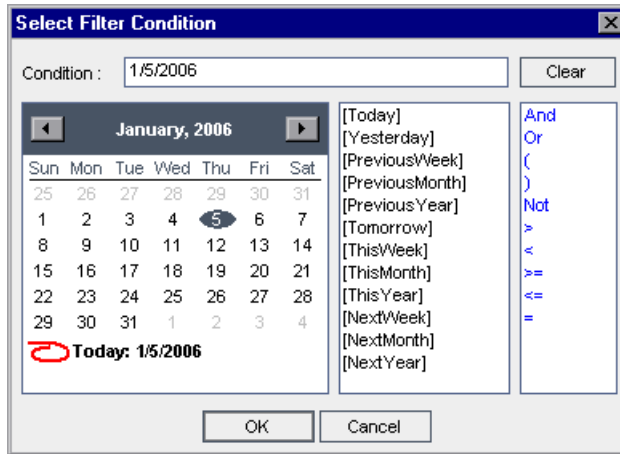 Select Filter Condition
Condition : 1/5/2006 Clear
January, 2006
Sun Mon Tue Wed Thu Fri Sat
25 26 27 28 29 30 31
1 2 3 4 5 6 7
8 9 10 11 12 13 14
15 16 17 18 19 20 21
22 23 24 25 26 27 28
29 30 31 1 2 3 4
Today: 1/5/2006
[Today]
[Yesterday]
[PreviousWeek]
[PreviousMonth]
[PreviousYear]
[Tomorrow]
[ThisWeek]
[ThisMonth]
[ThisYear]
[NextWeek]
[NextMonth]
[NextYear]
And
Or
(
)
Not
>
<
>=
<=
=
OK Cancel